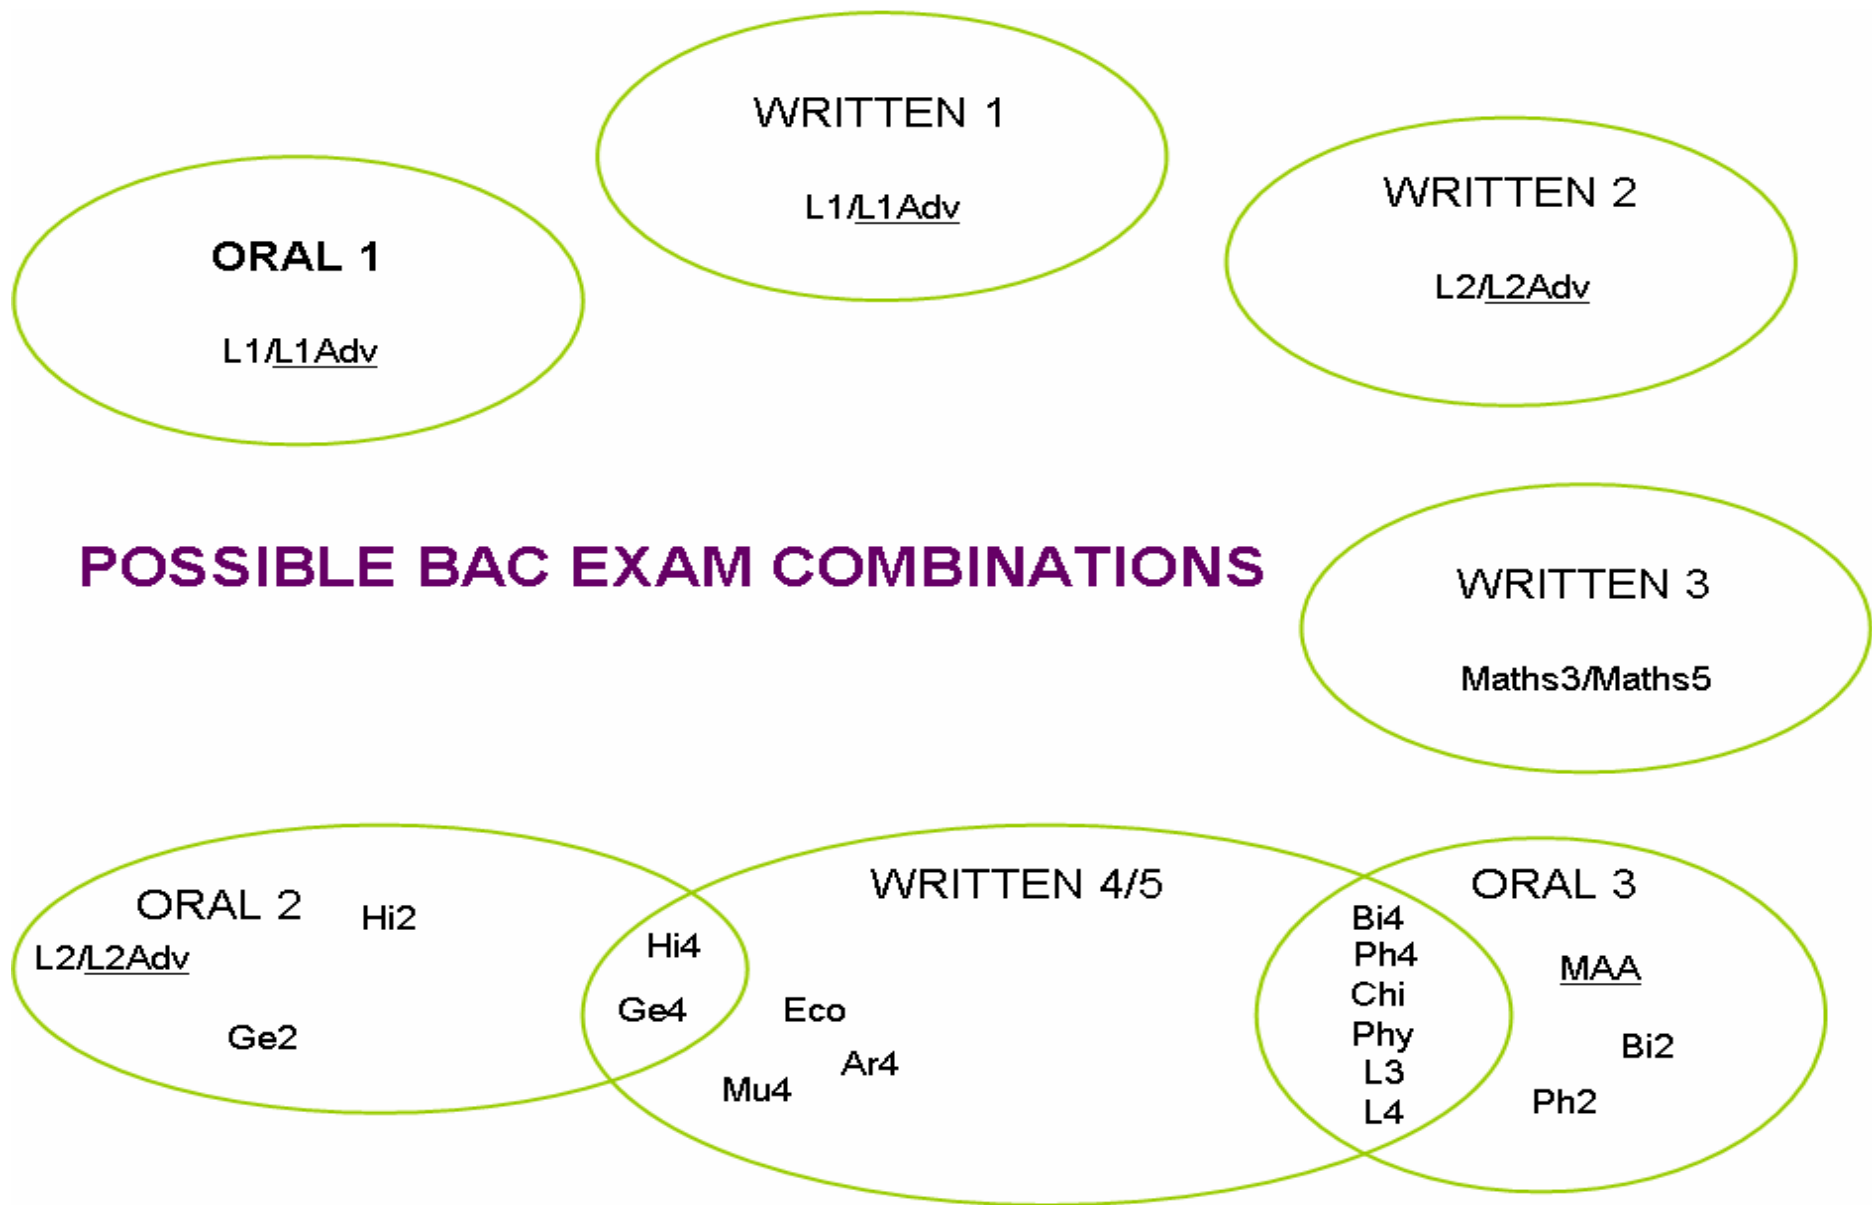 WRITTEN 1
L1/L1Adv
WRITTEN 2
L2/L2Adv
ORAL 1
L1/L1Adv
POSSIBLE BAC EXAM COMBINATIONS
WRITTEN 3
Maths3/Maths5
ORAL 2
Hi2
L2/L2Adv
Ge2
Hi4
Ge4
WRITTEN 4/5
Eco
Ar4
Mu4
Bi4
Ph4
Chi
Phy
L3
L4
ORAL 3
MAA
Bi2
Ph2